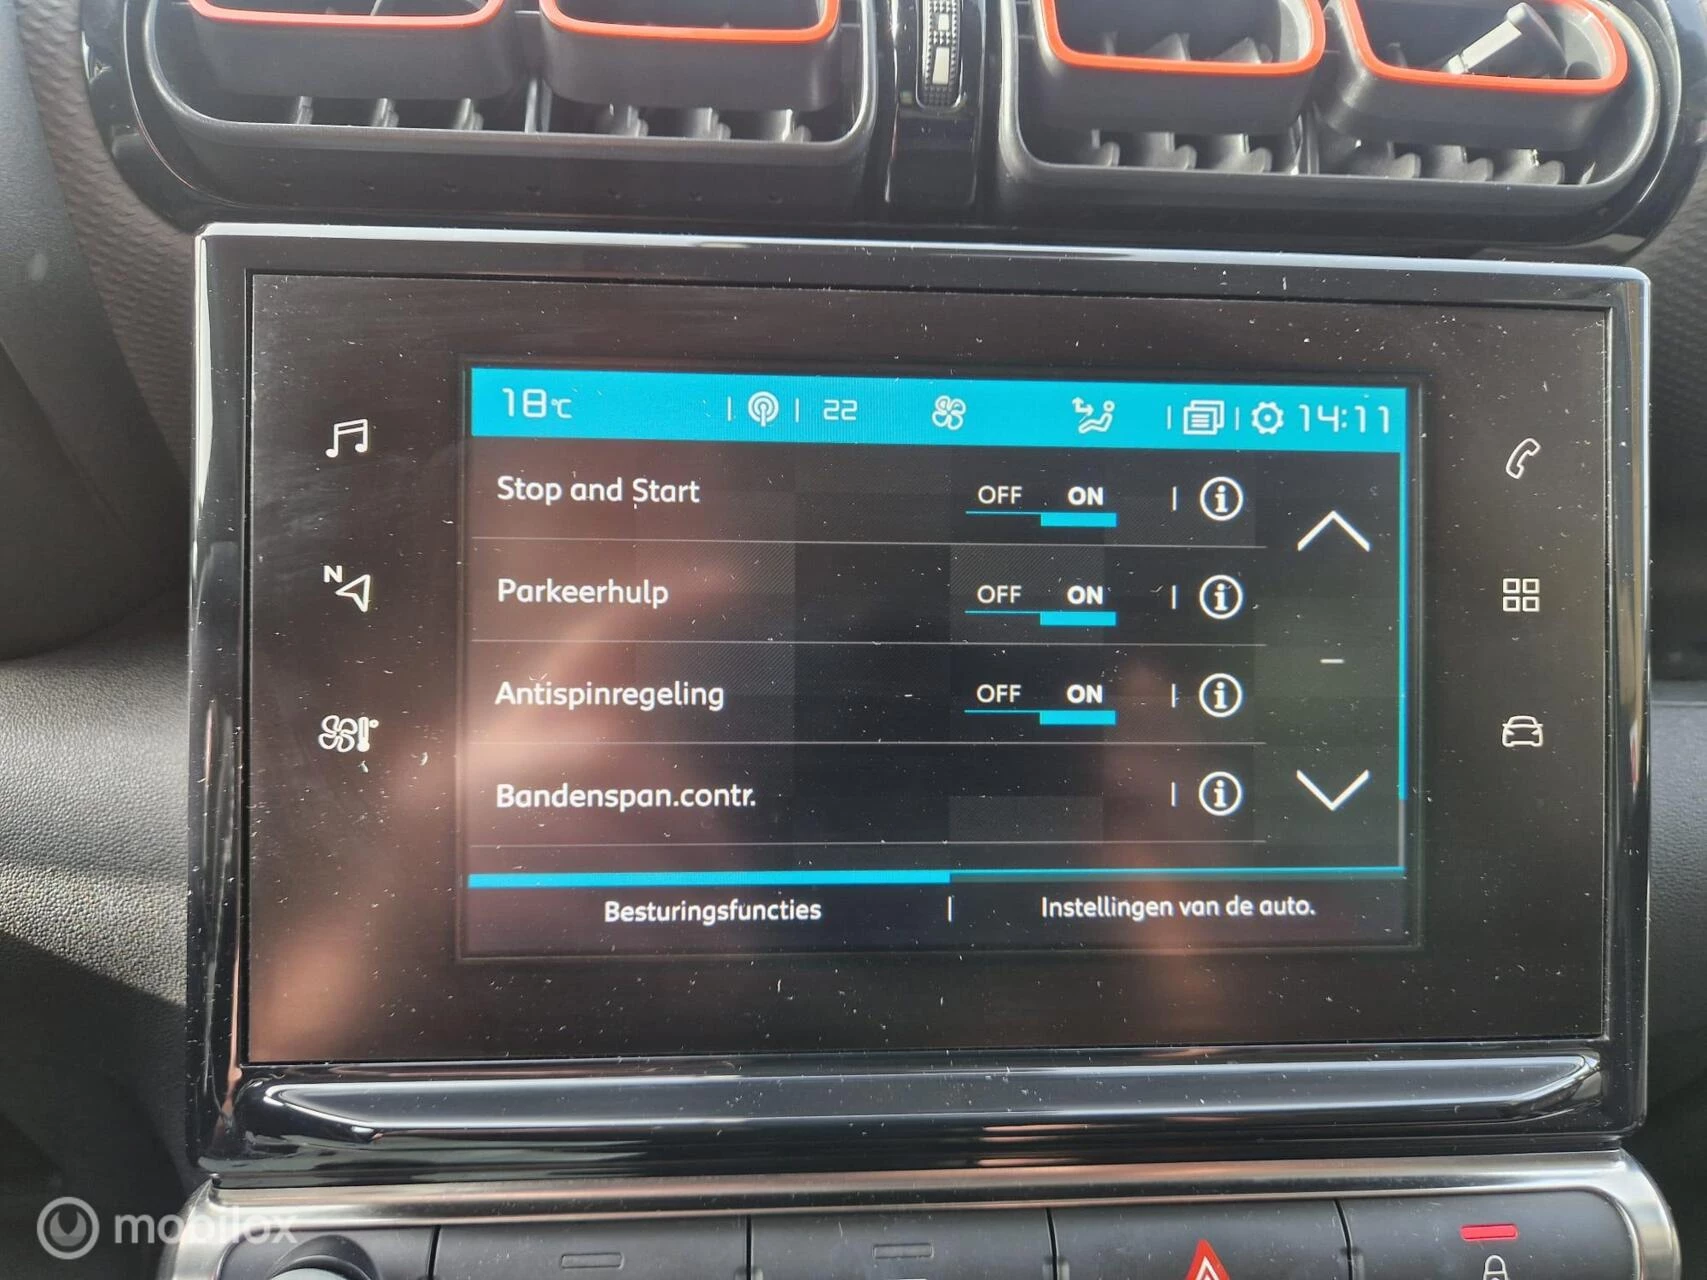 18°C 22 14:11
Stop and Start OFF ON
Parkeerhulp OFF ON
Antispinregeling OFF ON
Bandenspan.contr.
Besturingsfuncties Instellingen van de auto.
N
mobilox